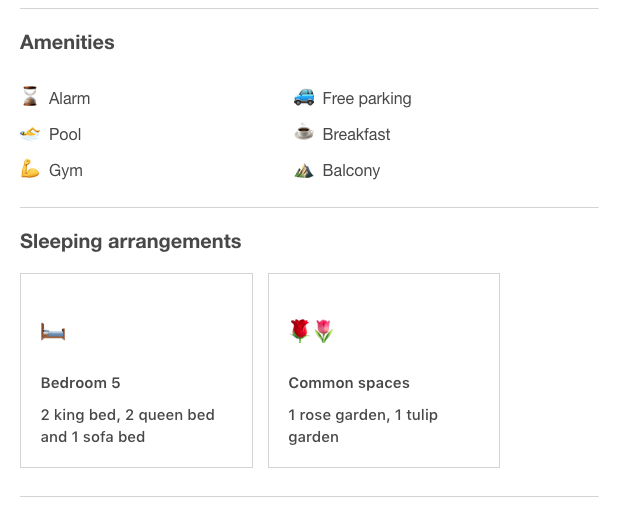 Amenities
Alarm
Free parking
Pool
Breakfast
Gym
Balcony
Sleeping arrangements
Bedroom 5
2 king bed, 2 queen bed
and 1 sofa bed
Common spaces
1 rose garden, 1 tulip
garden